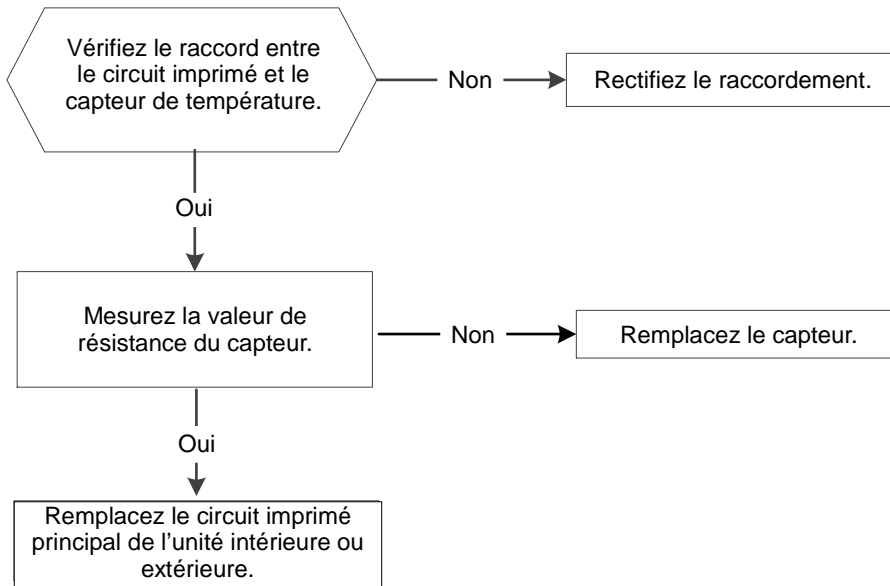 Vérifiez le raccord entre
le circuit imprimé et le
capteur de température.
Non
Rectifiez le raccordement.
Oui
Mesurez la valeur de
résistance du capteur.
Non
Remplacez le capteur.
Oui
Remplacez le circuit imprimé
principal de l’unité intérieure ou
extérieure.